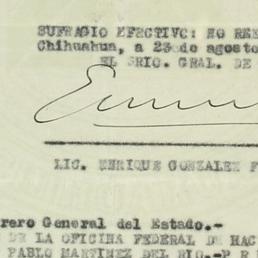 SUFRAGIO EFECTIVO: NO REE
Chihuahua, a 23 de agosto
EL SRIO. GRAL. DE
LIC. ENRIQUE GONZALEZ F
rero General del Estado.-
DE LA OFICINA FEDERAL DE HAC
PABLO MARTINEZ DEL RIO.-P R E